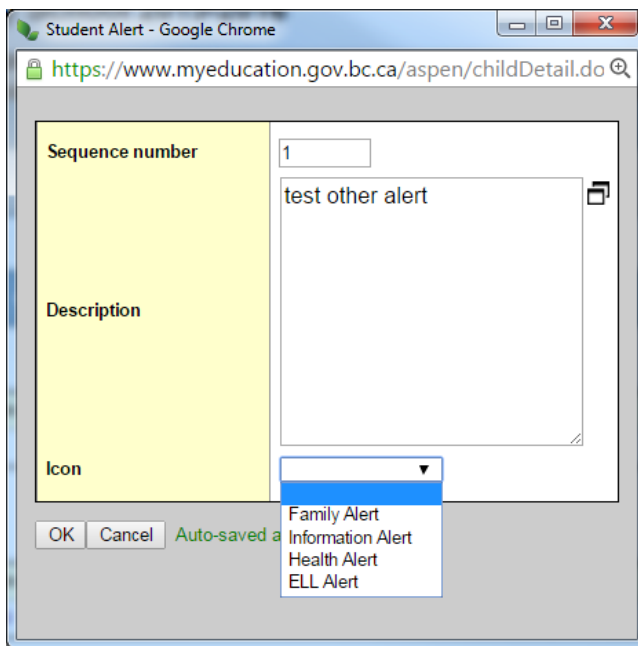 Student Alert - Google Chrome
https://www.myeducation.gov.bc.ca/aspen/childDetail.do
Sequence number
1
test other alert
Description
Icon
Family Alert
Information Alert
Health Alert
ELL Alert
OK Cancel Auto-saved a